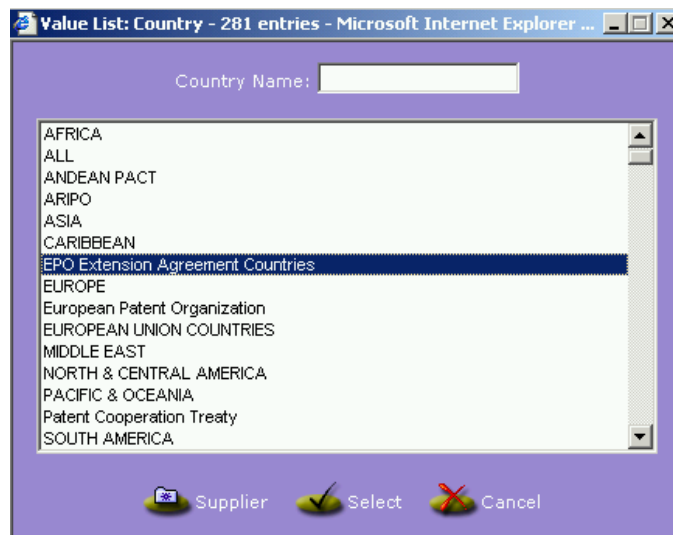 Value List: Country - 281 entries - Microsoft Internet Explorer ...
Country Name:
AFRICA
ALL
ANDEAN PACT
ARIPO
ASIA
CARIBBEAN
EPO Extension Agreement Countries
EUROPE
European Patent Organization
EUROPEAN UNION COUNTRIES
MIDDLE EAST
NORTH & CENTRAL AMERICA
PACIFIC & OCEANIA
Patent Cooperation Treaty
SOUTH AMERICA
Supplier Select Cancel